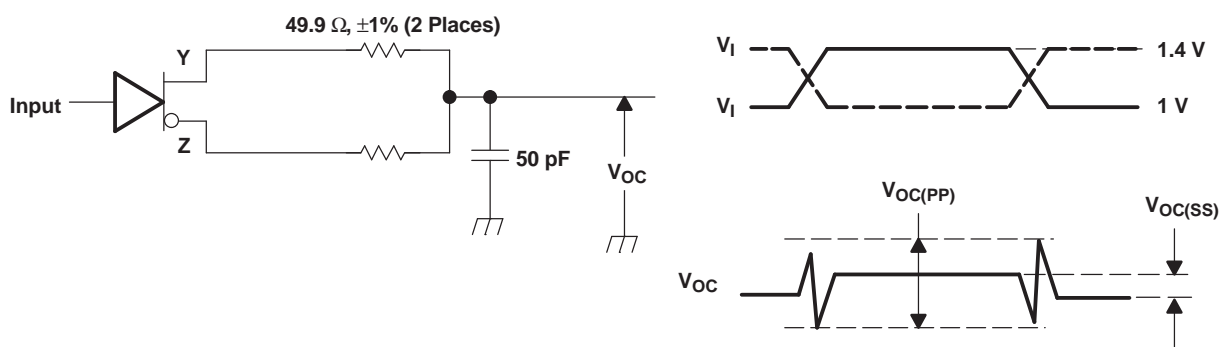 49.9 Ω, ±1% (2 Places)
Y
Input
Z
50 pF
VOC
VI
1.4 V
VI
1 V
VOC(PP)
VOC(SS)
VOC